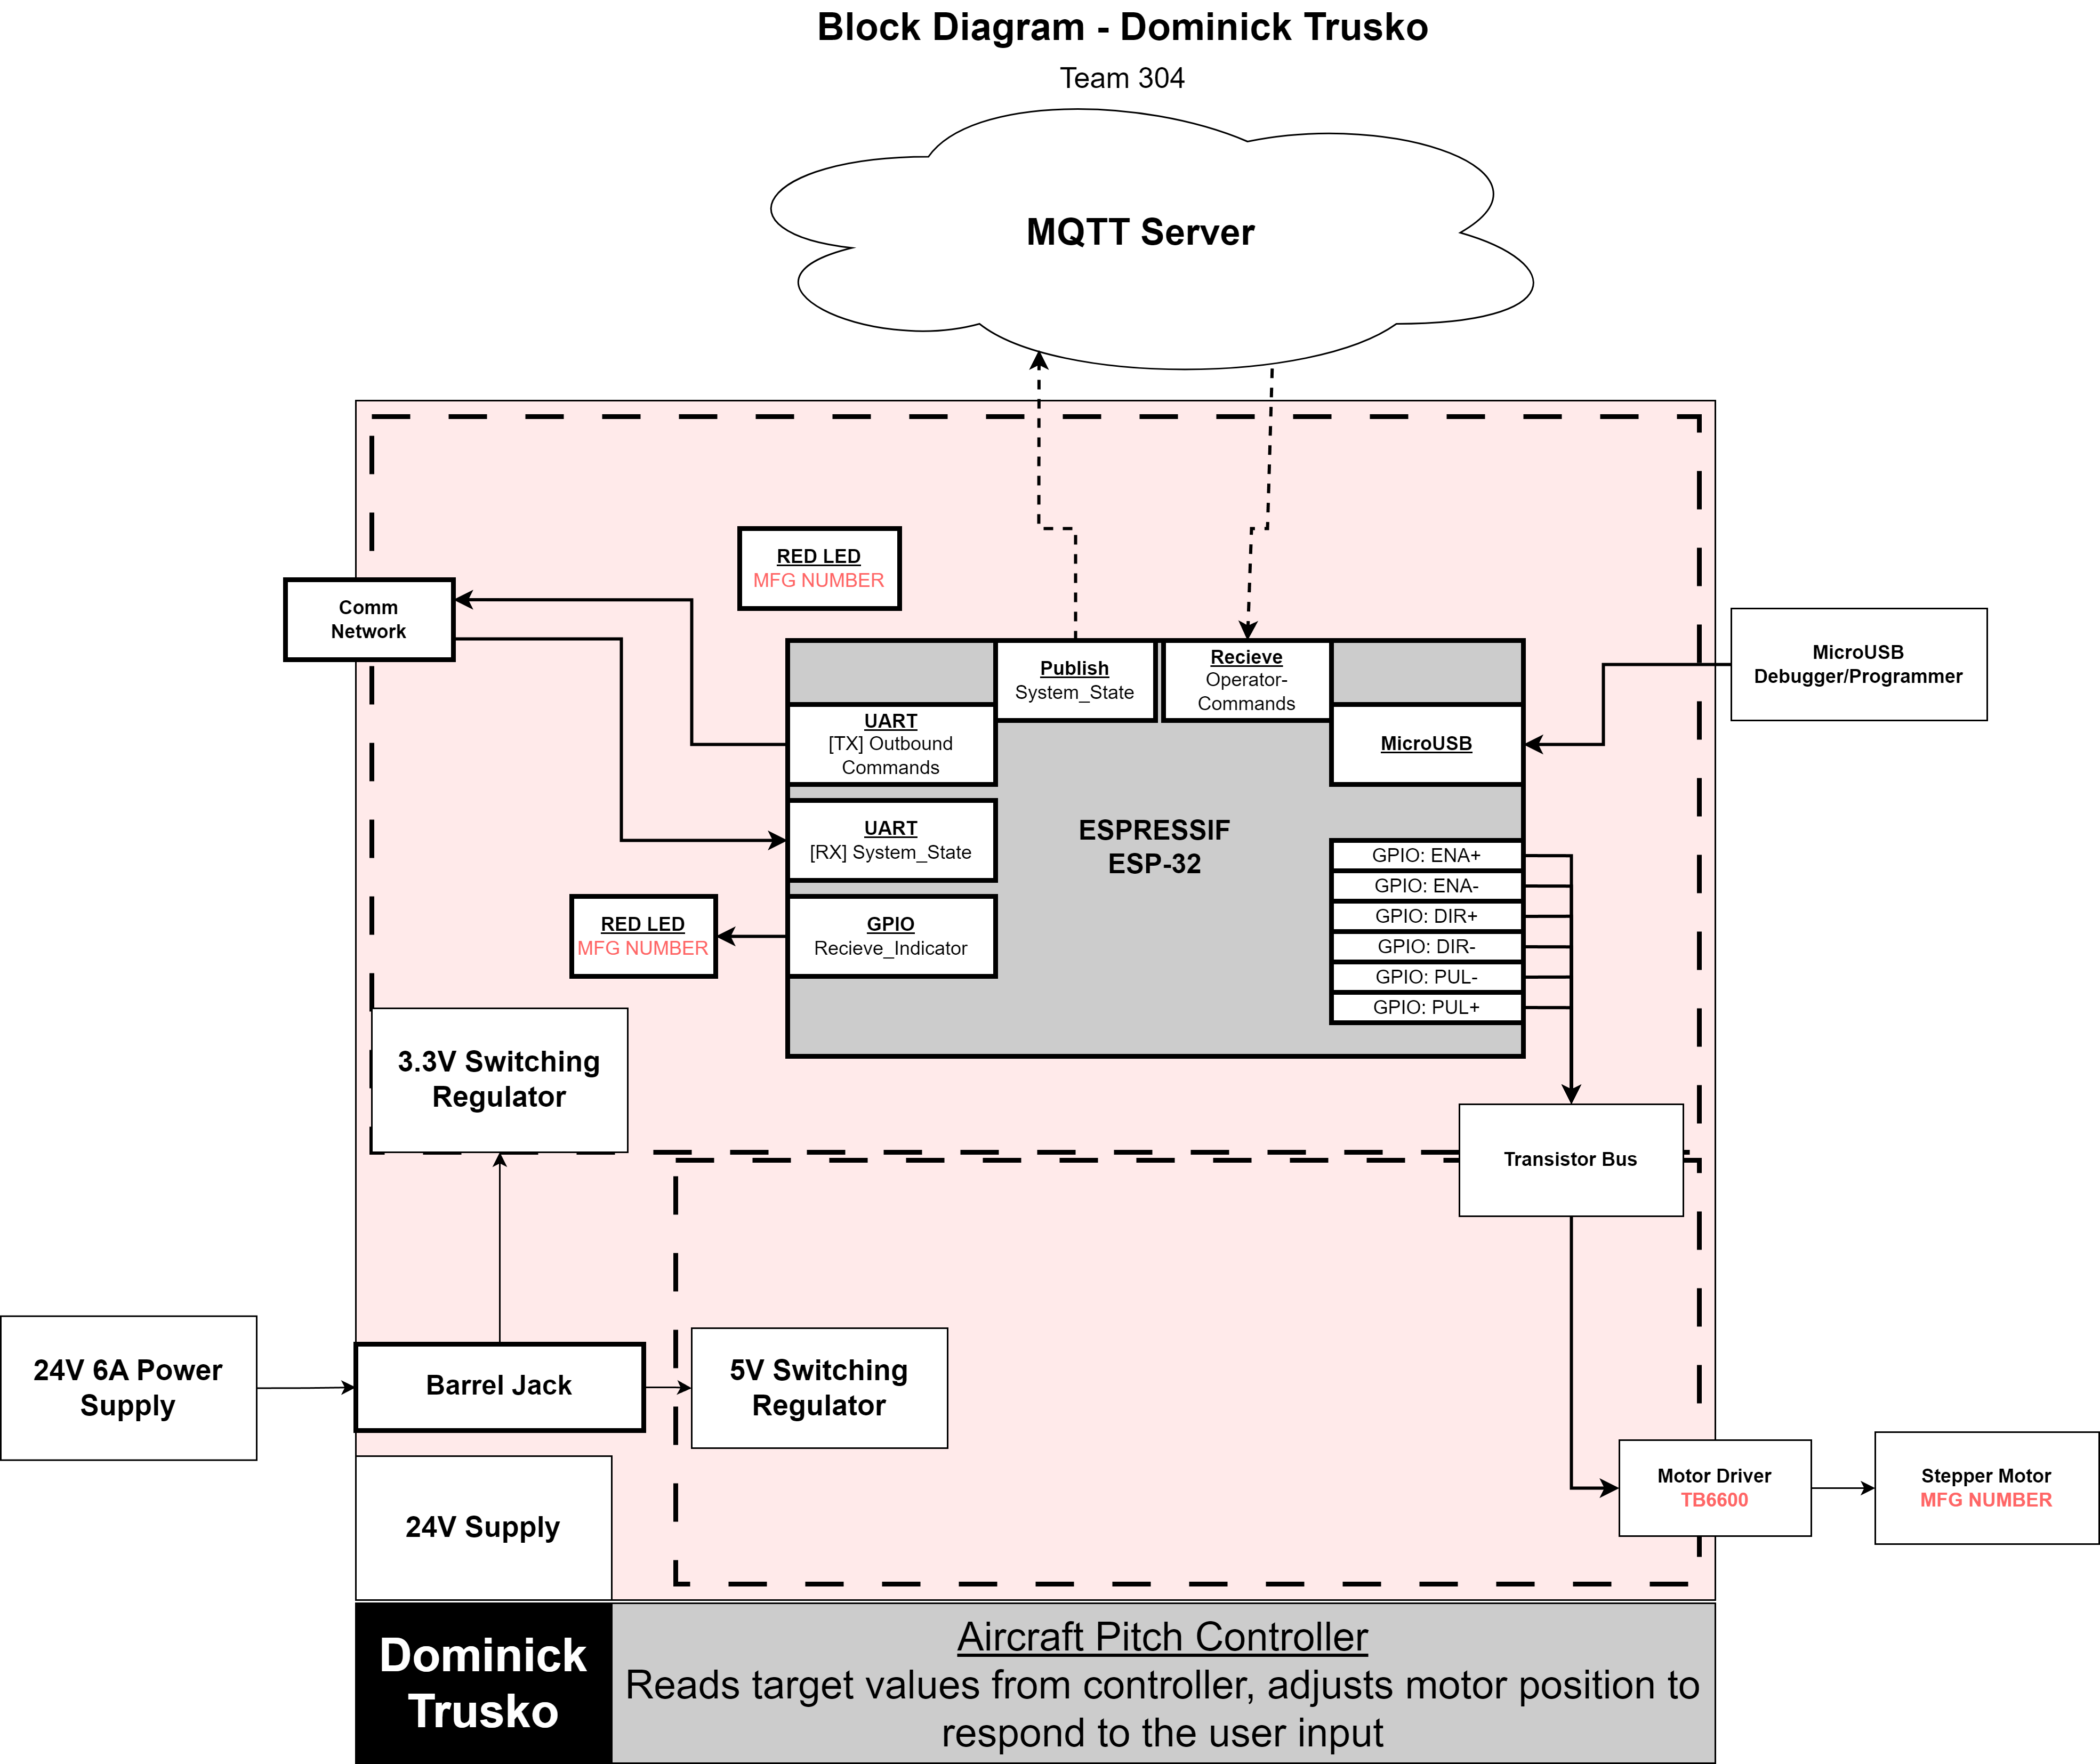 Block Diagram - Dominick Trusko
Team 304
MQTT Server
RED LED
MFG NUMBER
Comm
Network
Publish
System_State
Recieve
Operator-
Commands
MicroUSB
Debugger/Programmer
UART
[TX] Outbound
Commands
MicroUSB
UART
[RX] System_State
ESPRESSIF
ESP-32
GPIO: ENA+
GPIO: ENA-
GPIO: DIR+
GPIO: DIR-
GPIO: PUL-
GPIO: PUL+
RED LED
MFG NUMBER
GPIO
Recieve_Indicator
3.3V Switching
Regulator
Transistor Bus
24V 6A Power
Supply
Barrel Jack
5V Switching
Regulator
Motor Driver
TB6600
Stepper Motor
MFG NUMBER
24V Supply
Dominick
Trusko
Aircraft Pitch Controller
Reads target values from controller, adjusts motor position to
respond to the user input